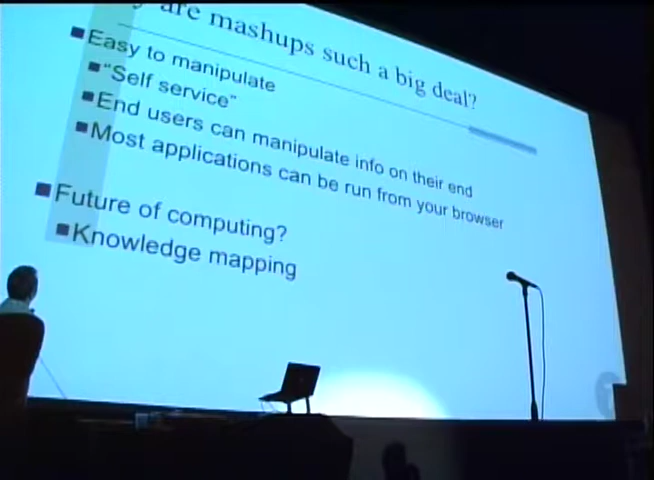 are mashups such a big deal?
Easy to manipulate
“Self service”
End users can manipulate info on their end
Most applications can be run from your browser
Future of computing?
Knowledge mapping